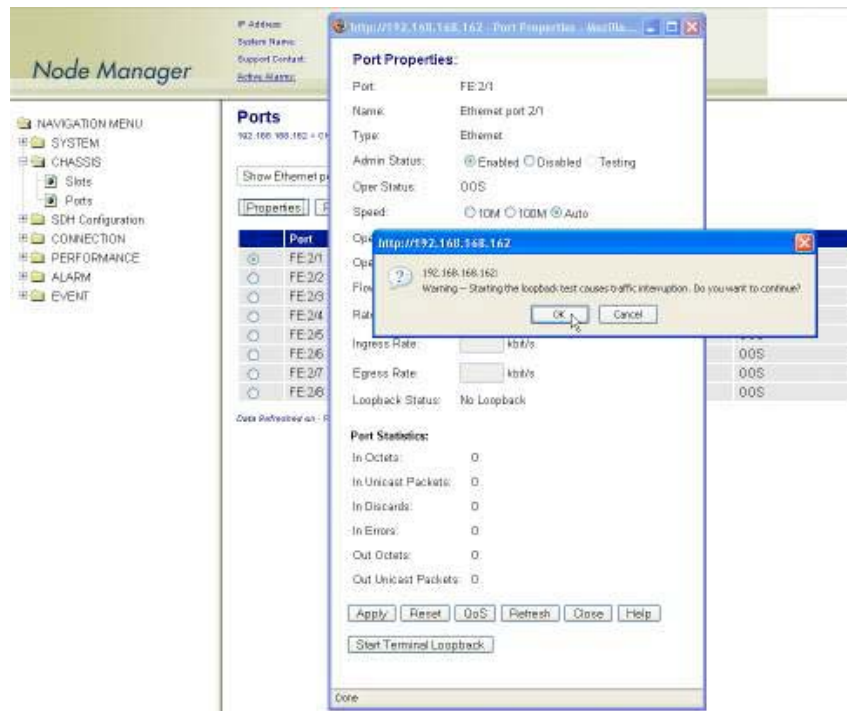 Node Manager
IP Address:
System Name:
Support Contact:
Active Alarms:
NAVIGATION MENU
SYSTEM
CHASSIS
Slots
Ports
SDH Configuration
CONNECTION
PERFORMANCE
ALARM
EVENT
Ports
Show Ethernet
Properties
Port
FE:2/1
FE:2/2
FE:2/3
FE:2/4
FE:2/5
FE:2/6
FE:2/7
FE:2/8
Data Refreshed on -
http://192.168.168.162 - Port Properties - Mozilla...
Port Properties:
Port: FE:2/1
Name: Ethernet port 2/1
Type: Ethernet
Admin Status: Enabled Disabled Testing
Oper Status: OOS
Speed: 10M 100M Auto
http://192.168.168.162
192.168.168.162:
Warning -- Starting the loopback test causes traffic interruption. Do you want to continue?
OK Cancel
Ingress Rate: kbit/s
Egress Rate: kbit/s
Loopback Status: No Loopback
Port Statistics:
In Octets: 0
In Unicast Packets: 0
In Discards: 0
In Errors: 0
Out Octets: 0
Out Unicast Packets: 0
Apply Reset QoS Refresh Close Help
Start Terminal Loopback
Done
OOS
OOS
OOS
OOS